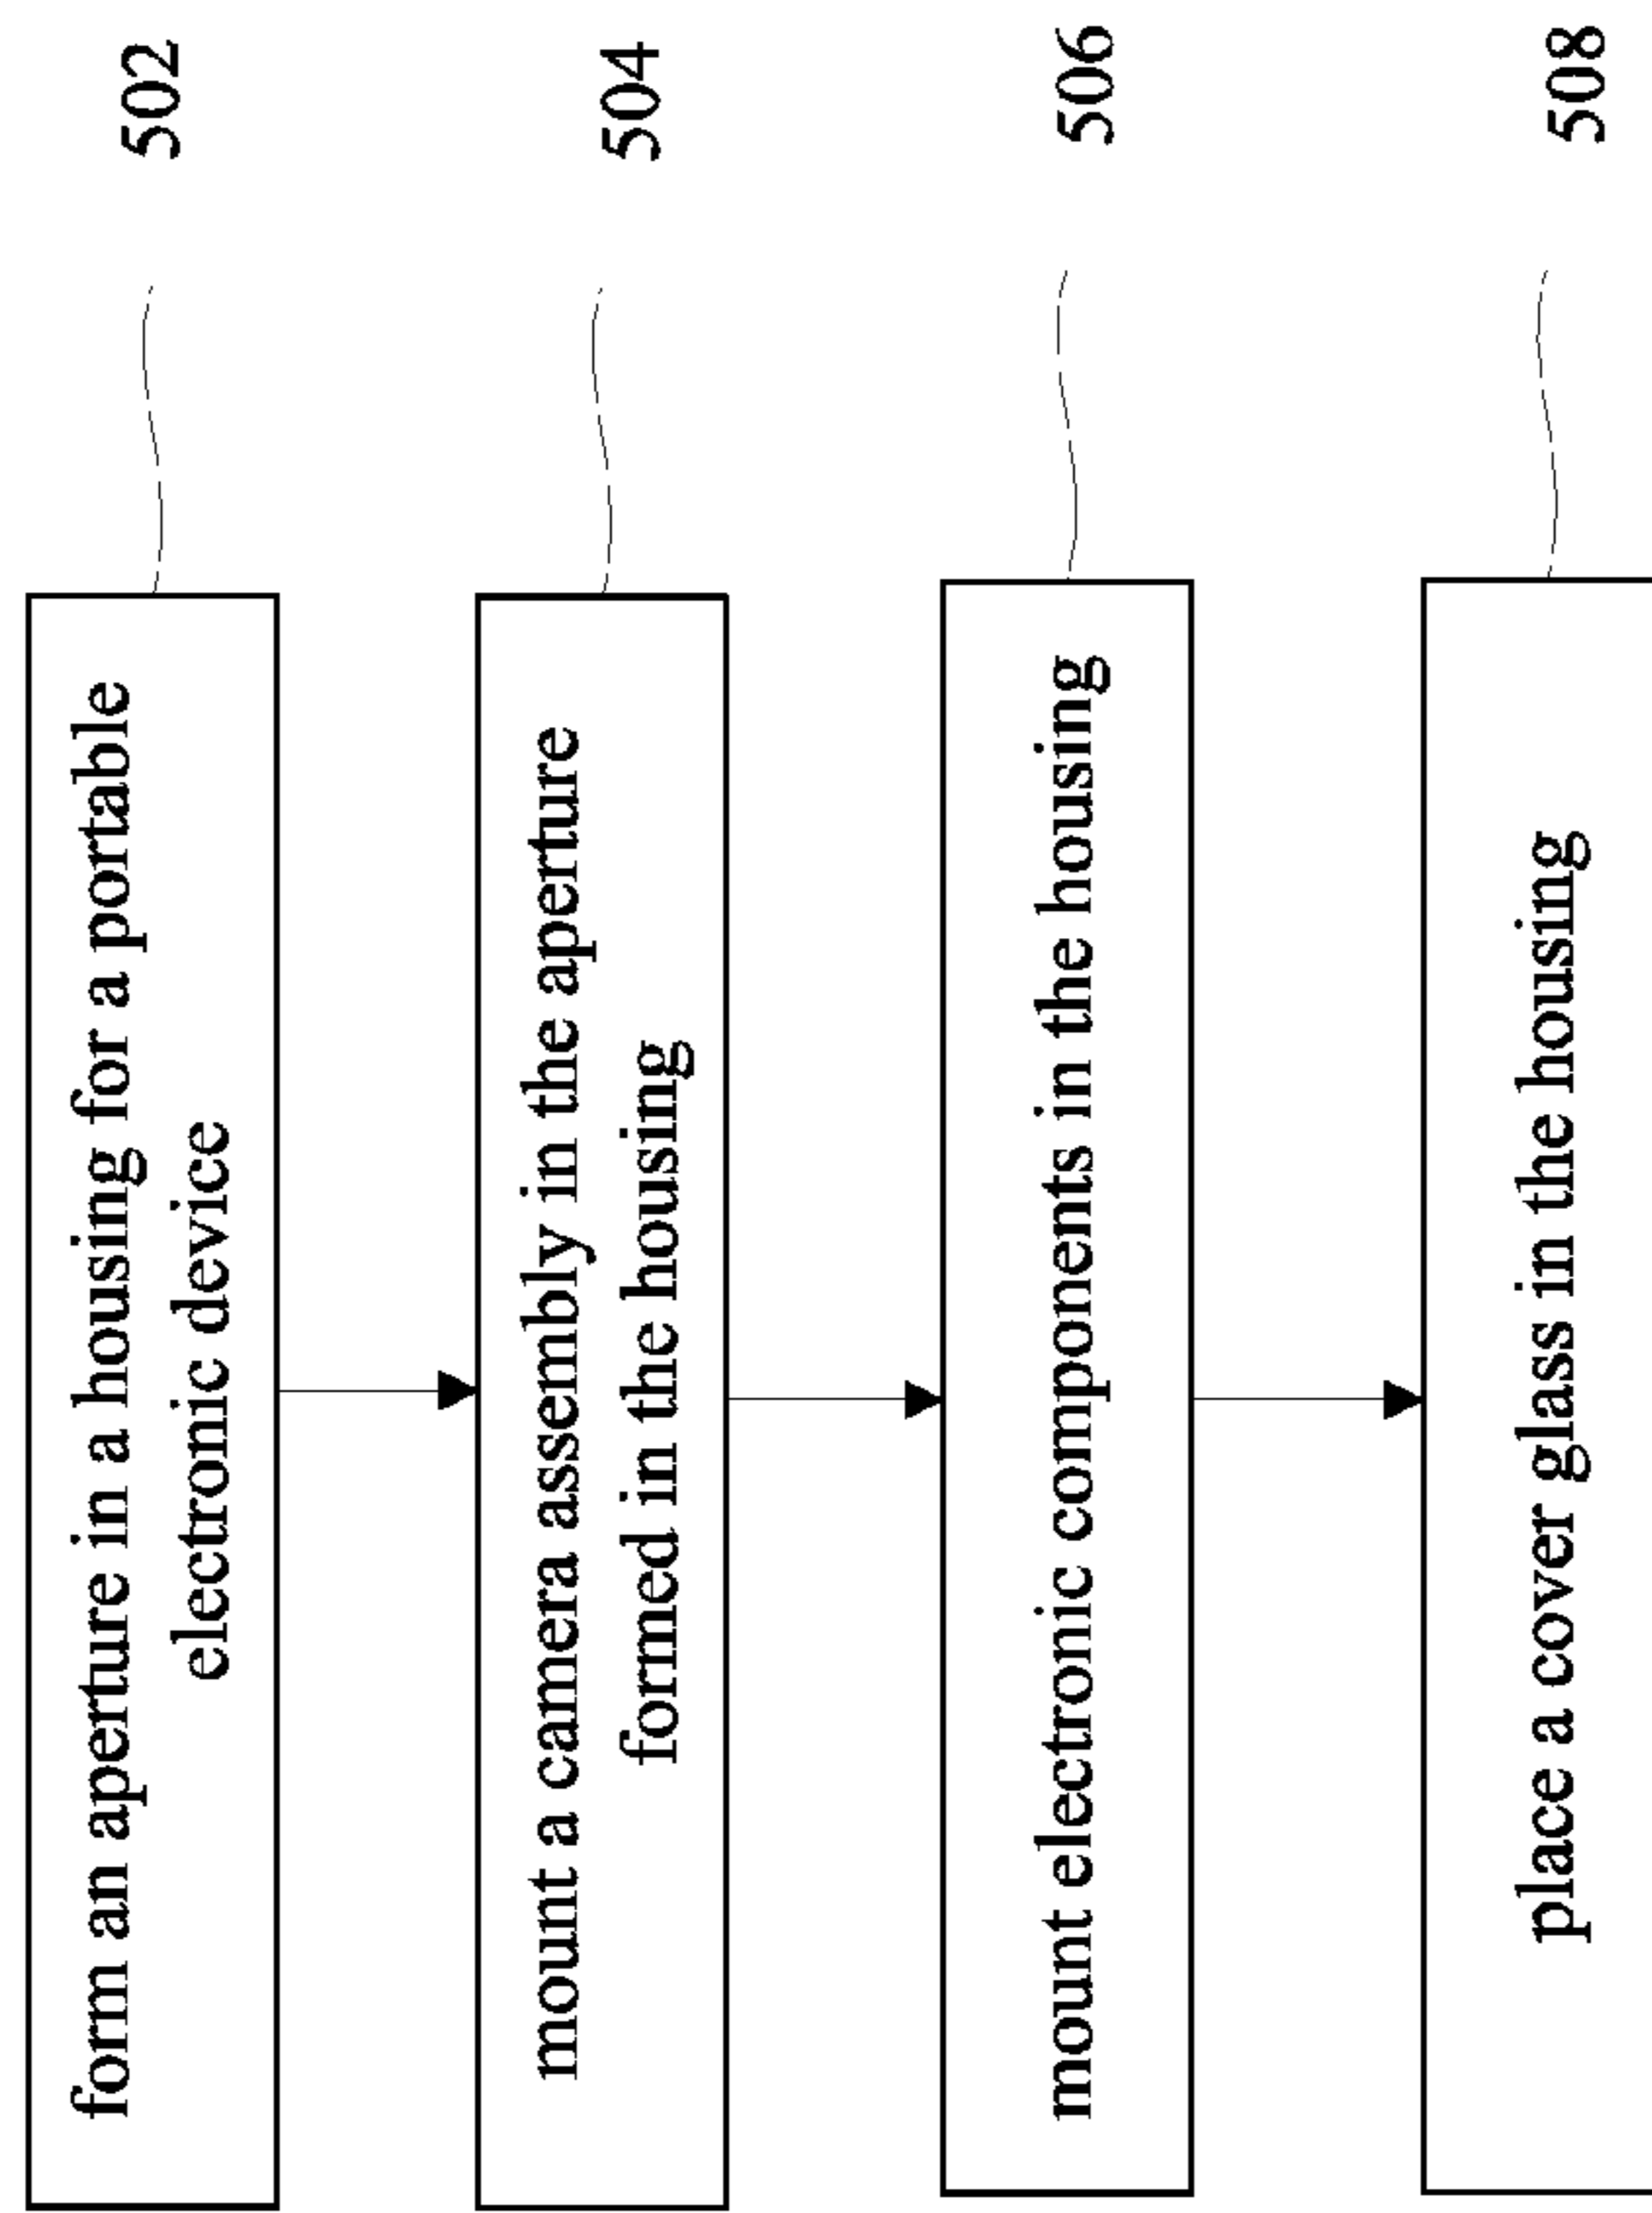 form an aperture in a housing for a portable
electronic device
502
mount a camera assembly in the aperture
formed in the housing
504
mount electronic components in the housing
506
place a cover glass in the housing
508